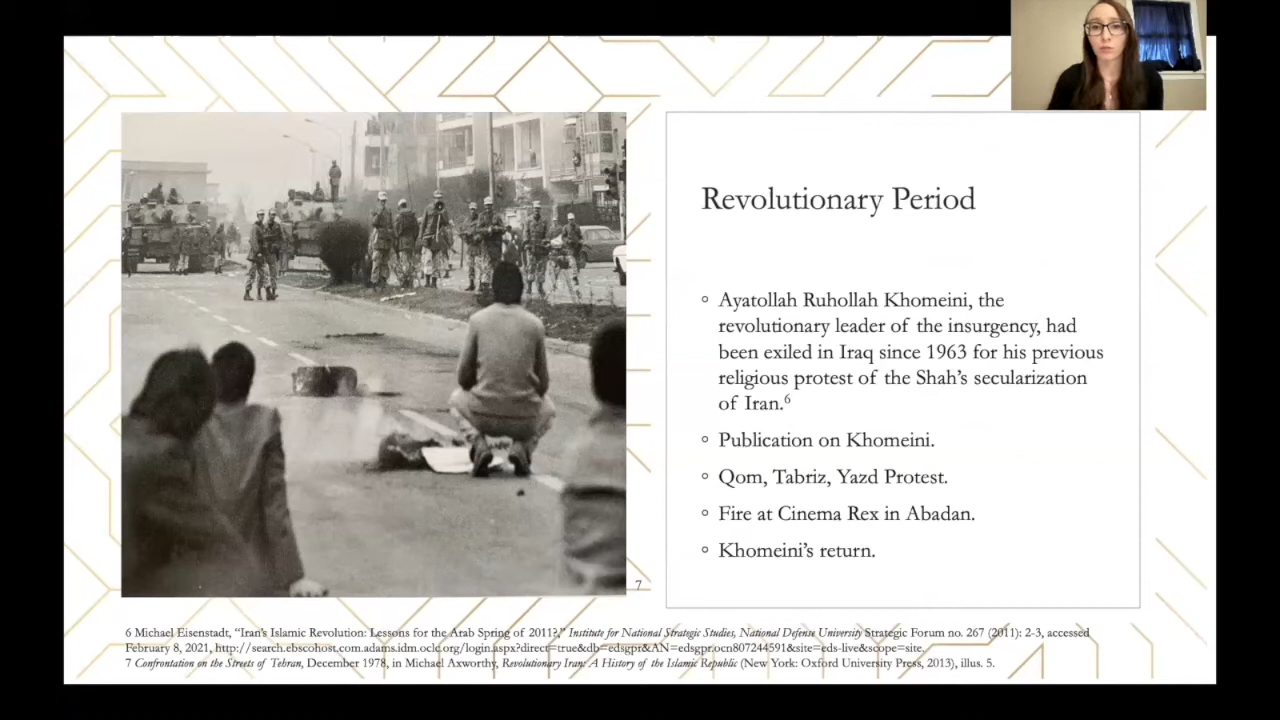 Revolutionary Period
◦ Ayatollah Ruhollah Khomeini, the
revolutionary leader of the insurgency, had
been exiled in Iraq since 1963 for his previous
religious protest of the Shah's secularization
of Iran.⁶
◦ Publication on Khomeini.
◦ Qom, Tabriz, Yazd Protest.
◦ Fire at Cinema Rex in Abadan.
◦ Khomeini's return.
7
6 Michael Eisenstadt, “Iran's Islamic Revolution: Lessons for the Arab Spring of 2011?,” Institute for National Strategic Studies, National Defense University Strategic Forum no. 267 (2011): 2-3, accessed
February 8, 2021, http://search.ebscohost.com.adams.idm.oclc.org/login.aspx?direct=true&db=edsgpr&AN=edsgpr.ocn807244591&site=eds-live&scope=site.
7 Confrontation on the Streets of Tehran, December 1978, in Michael Axworthy, Revolutionary Iran: A History of the Islamic Republic (New York: Oxford University Press, 2013), illus. 5.